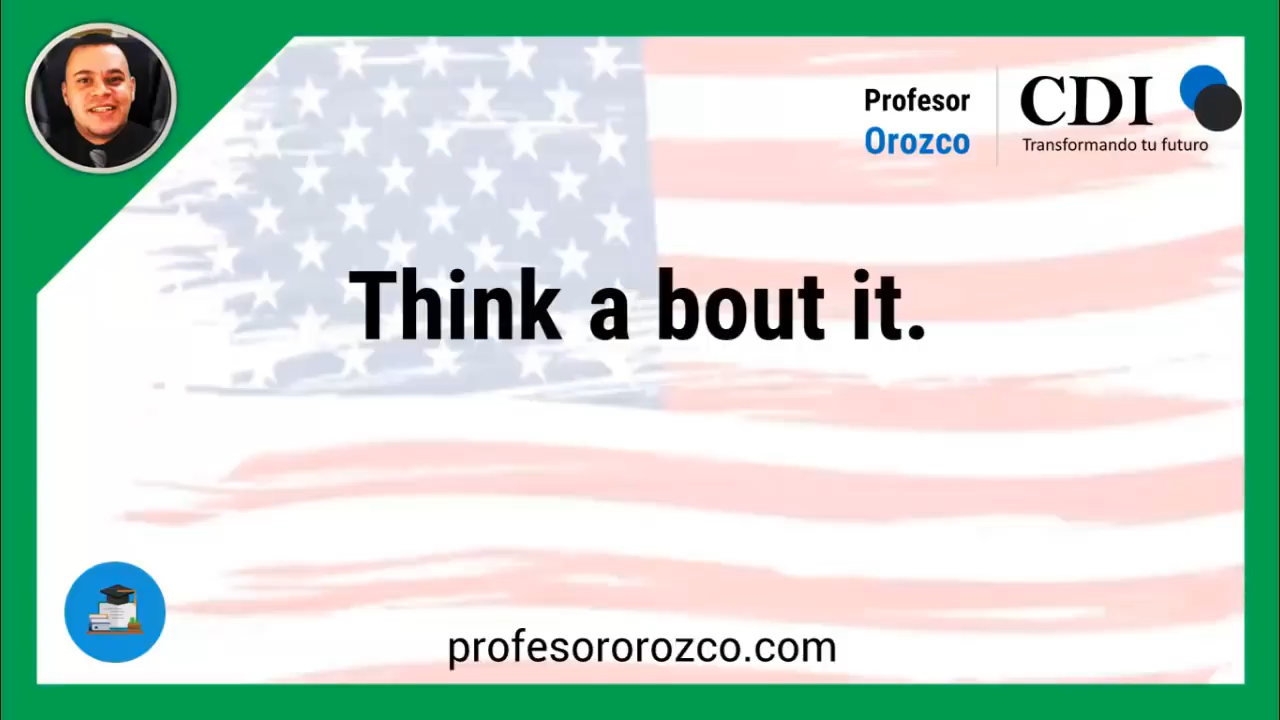 Profesor
Orozco
CDI
Transformando tu futuro
Think a bout it.
profesororozco.com